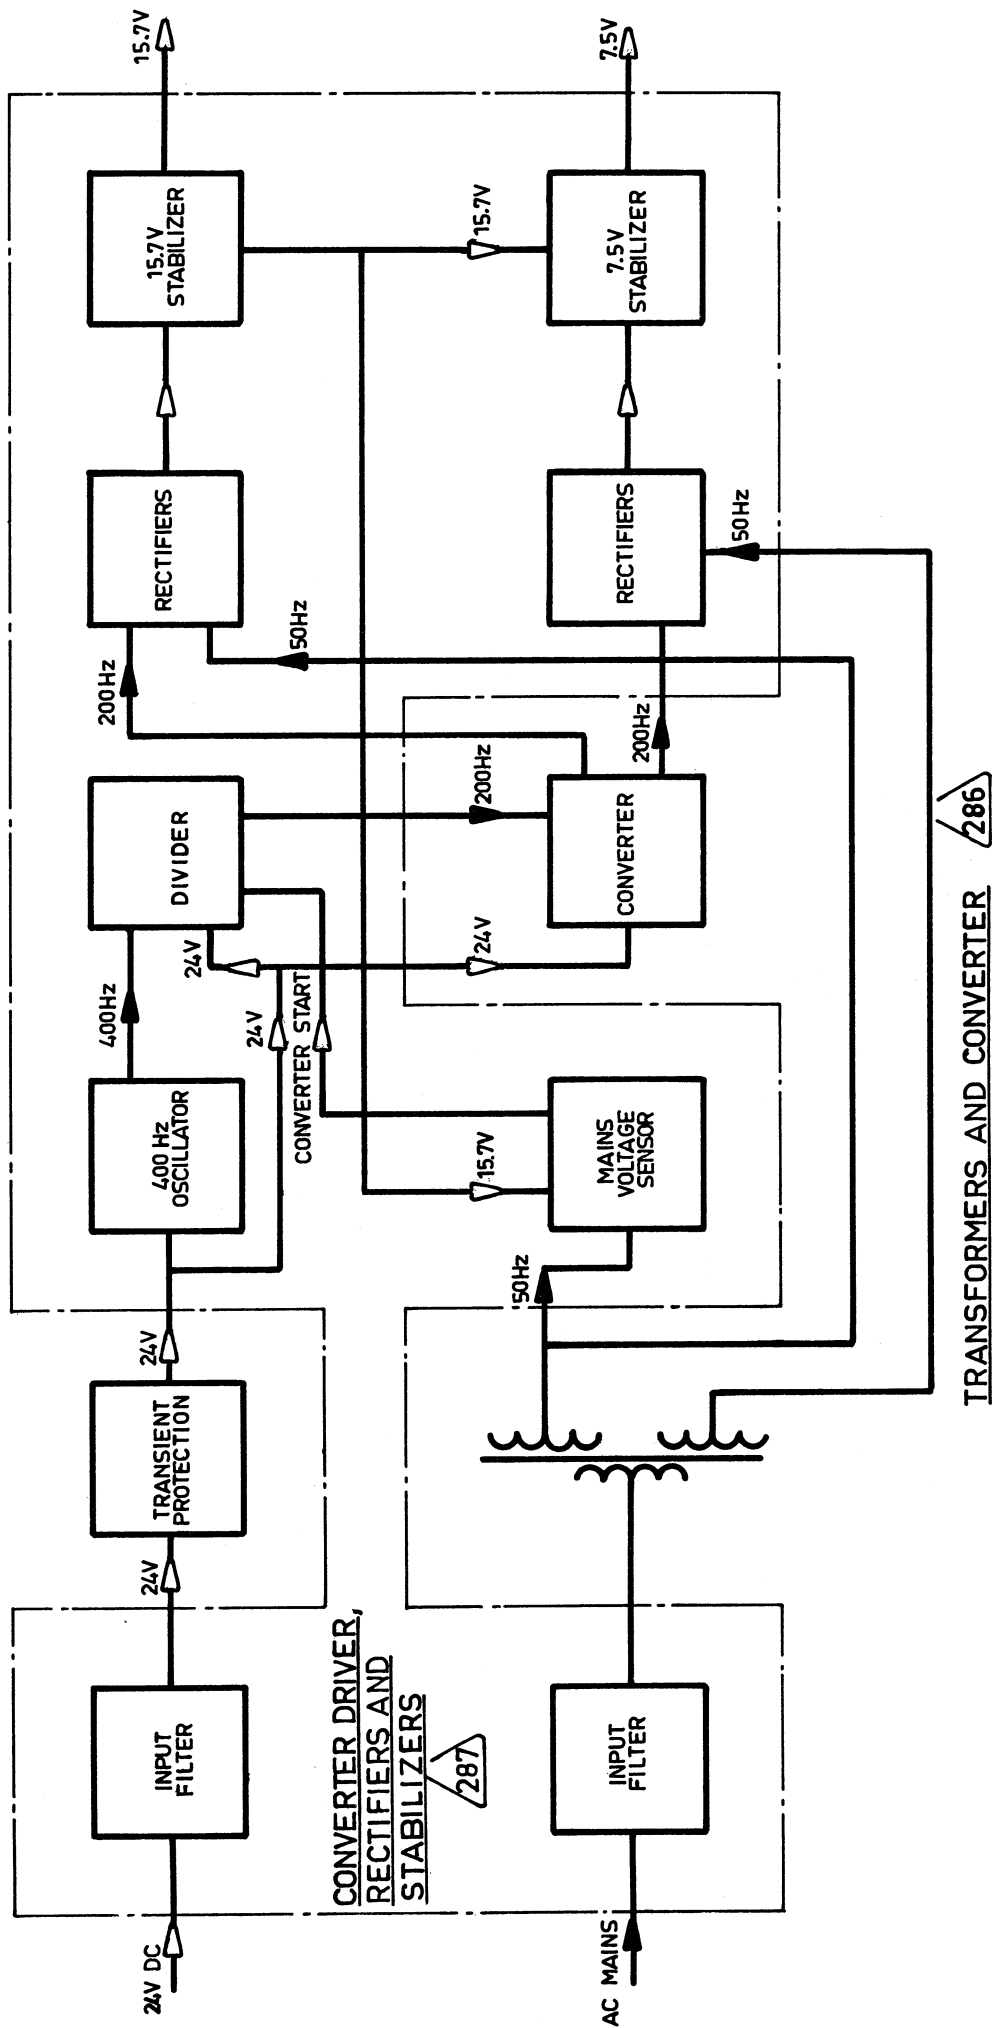 24V DC
INPUT
FILTER
24V
TRANSIENT
PROTECTION
24V
400 Hz
OSCILLATOR
400Hz
24V
24V
DIVIDER
200Hz
RECTIFIERS
15.7V
STABILIZER
15.7V
CONVERTER START
24V
200Hz
50Hz
15.7V
CONVERTER DRIVER,
RECTIFIERS AND
STABILIZERS
287
AC MAINS
INPUT
FILTER
50Hz
15.7V
MAINS
VOLTAGE
SENSOR
CONVERTER
200Hz
RECTIFIERS
50Hz
7.5V
STABILIZER
7.5V
TRANSFORMERS AND CONVERTER
286